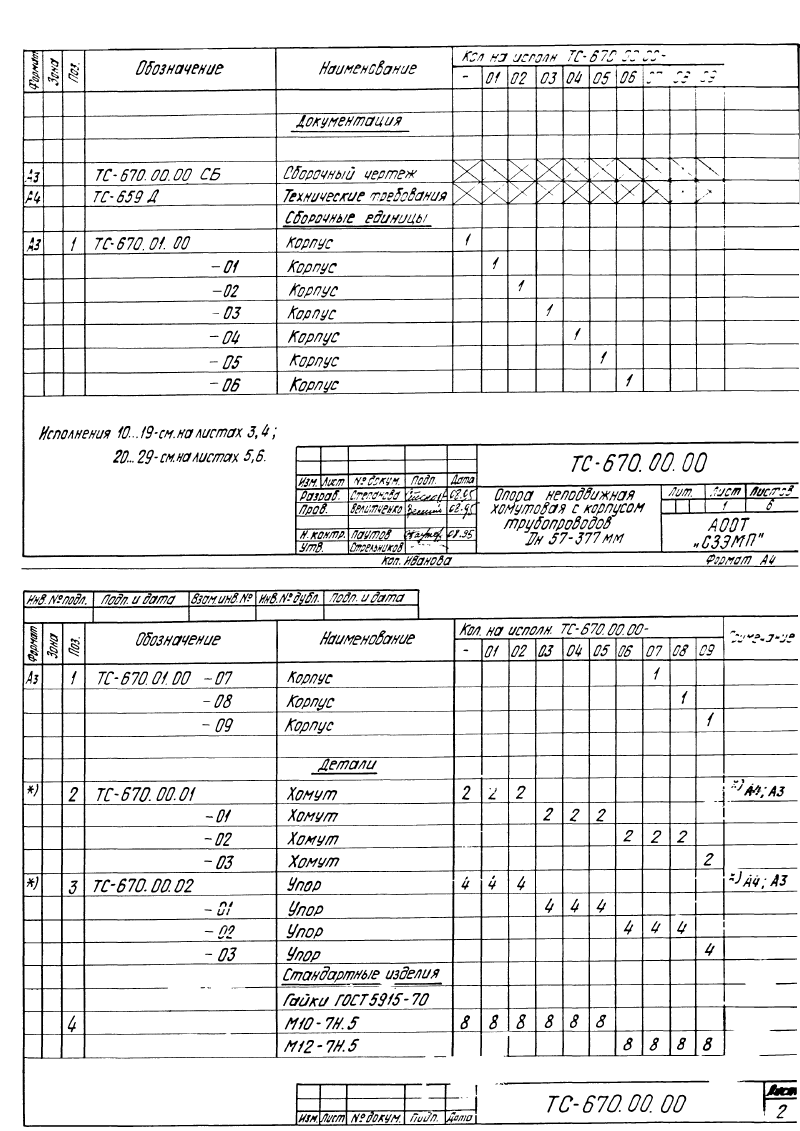 Формат Зона Поз. Обозначение Наименование Кол на исполн ТС-670.00.00-
- 01 02 03 04 05 06 07 08 09
Документация
А3 ТС-670.00.00 СБ Сборочный чертеж
А4 ТС-659 Д Технические требования
Сборочные единицы
А3 1 ТС-670.01.00 Корпус 1
-01 Корпус 1
-02 Корпус 1
-03 Корпус 1
-04 Корпус 1
-05 Корпус 1
-06 Корпус 1
Исполнения 10...19-см.на листах 3,4;
20...29-см.на листах 5,6.
ТС-670.00.00
Изм. Лист № докум. Подп. Дата
Разраб. Степанова 02.95
Пров. Велитченко 02.95
Н.контр. Паутов 08.95
Утв. Стрельников
Опора неподвижная
хомутовая с корпусом
трубопроводов
Дн 57-377 мм
Лит. Лист Листов
1 6
АООТ
„СЗЭМП"
Коп. Иванова Формат А4
Инв.№подл. Подп. и дата Взам.инв.№ Инв.№дубл. Подп. и дата
Формат Зона Поз. Обозначение Наименование Кол. на исполн. ТС-670.00.00- Примечание
- 01 02 03 04 05 06 07 08 09
А3 1 ТС-670.01.00 -07 Корпус 1
-08 Корпус 1
-09 Корпус 1
Детали
*) 2 ТС-670.00.01 Хомут 2 2 2 *) А4; А3
-01 Хомут 2 2 2
-02 Хомут 2 2 2
-03 Хомут 2
*) 3 ТС-670.00.02 Упор 4 4 4 *) А4; А3
-01 Упор 4 4 4
-02 Упор 4 4 4
-03 Упор 4
Стандартные изделия
Гайки ГОСТ 5915-70
4 М10-7Н.5 8 8 8 8 8 8
М12-7Н.5 8 8 8 8
Изм. Лист № докум. Подп. Дата
ТС-670.00.00
Лист
2